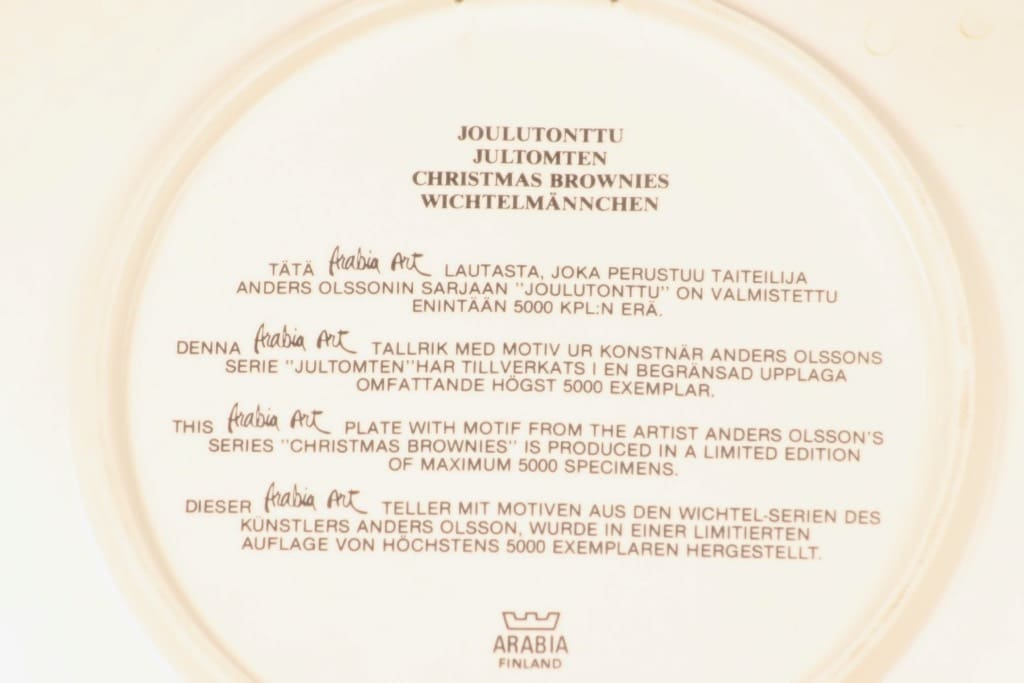 JOULUTONTTU
JULTOMTEN
CHRISTMAS BROWNIES
WICHTELMÄNNCHEN
TÄTÄ Arabia Art LAUTASTA, JOKA PERUSTUU TAITEILIJA
ANDERS OLSSONIN SARJAAN "JOULUTONTTU" ON VALMISTETTU
ENINTÄÄN 5000 KPL:N ERÄ.
DENNA Arabia Art TALLRIK MED MOTIV UR KONSTNÄR ANDERS OLSSONS
SERIE "JULTOMTEN"HAR TILLVERKATS I EN BEGRÄNSAD UPPLAGA
OMFATTANDE HÖGST 5000 EXEMPLAR.
THIS Arabia Art PLATE WITH MOTIF FROM THE ARTIST ANDERS OLSSON'S
SERIES "CHRISTMAS BROWNIES" IS PRODUCED IN A LIMITED EDITION
OF MAXIMUM 5000 SPECIMENS.
DIESER Arabia Art TELLER MIT MOTIVEN AUS DEN WICHTEL-SERIEN DES
KÜNSTLERS ANDERS OLSSON, WURDE IN EINER LIMITIERTEN
AUFLAGE VON HÖCHSTENS 5000 EXEMPLAREN HERGESTELLT.
ARABIA
FINLAND